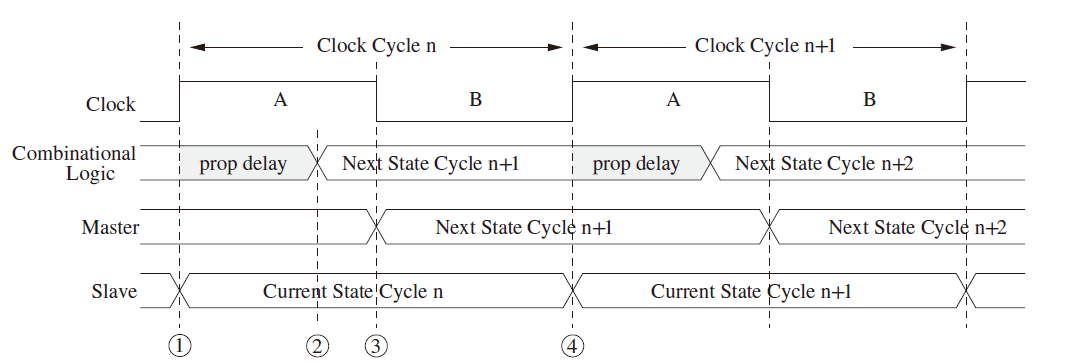 Clock Cycle n
Clock Cycle n+1
Clock
A
B
A
B
Combinational
Logic
prop delay
Next State Cycle n+1
prop delay
Next State Cycle n+2
Master
Next State Cycle n+1
Next State Cycle n+2
Slave
Current State Cycle n
Current State Cycle n+1
1
2
3
4